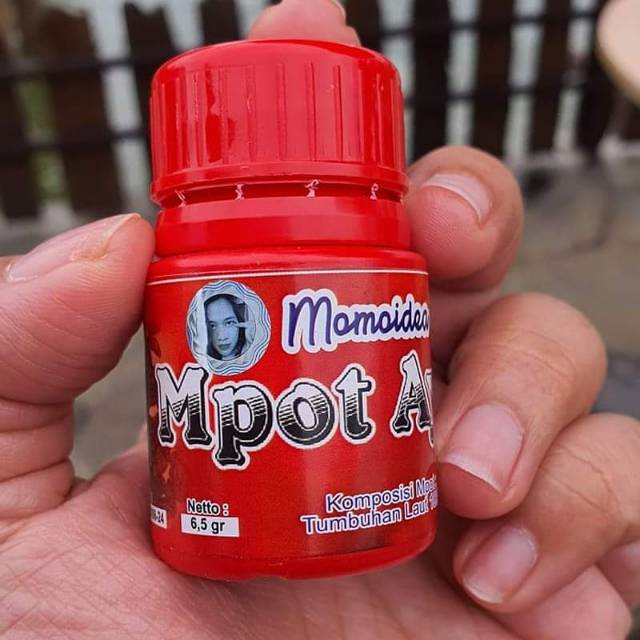 Momoidea
Mpot
Netto :
6,5 gr
Komposisi
Tumbuhan Laut